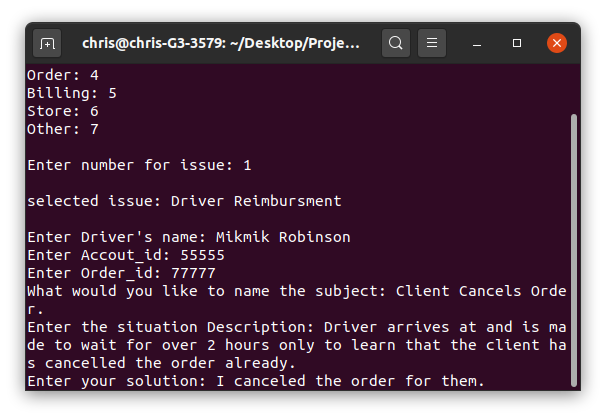 chris@chris-G3-3579: ~/Desktop/Proje...
Order: 4
Billing: 5
Store: 6
Other: 7
Enter number for issue: 1
selected issue: Driver Reimbursment
Enter Driver's name: Mikmik Robinson
Enter Accout_id: 55555
Enter Order_id: 77777
What would you like to name the subject: Client Cancels Orde
r.
Enter the situation Description: Driver arrives at and is ma
de to wait for over 2 hours only to learn that the client ha
s cancelled the order already.
Enter your solution: I canceled the order for them.